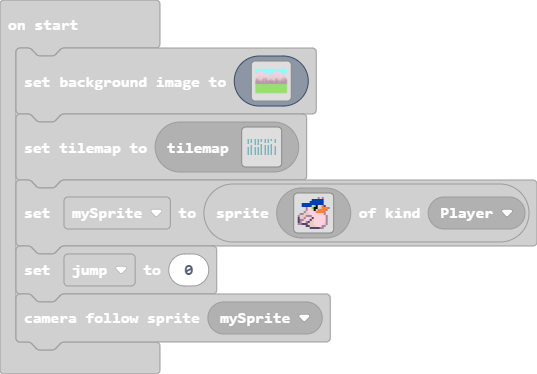 on start
set background image to
set tilemap to tilemap
set mySprite to sprite of kind Player
set jump to 0
camera follow sprite mySprite